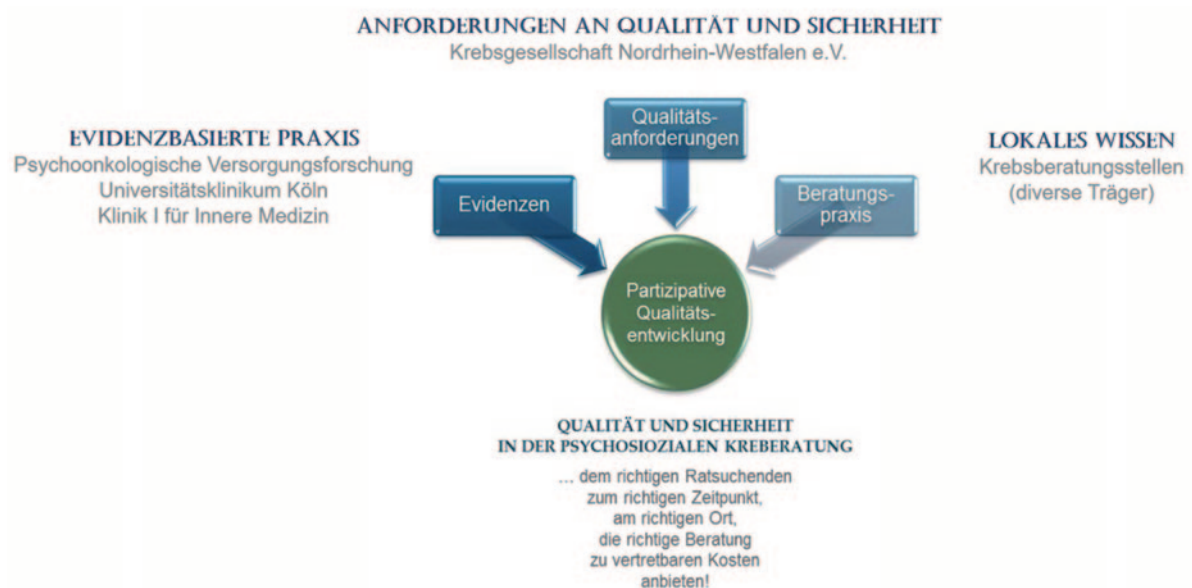 ANFORDERUNGEN AN QUALITÄT UND SICHERHEIT
Krebsgesellschaft Nordrhein-Westfalen e.V.
EVIDENZBASIERTE PRAXIS
Psychoonkologische Versorgungsforschung
Universitätsklinikum Köln
Klinik I für Innere Medizin
Qualitäts-
anforderungen
LOKALES WISSEN
Krebsberatungsstellen
(diverse Träger)
Evidenzen
Beratungs-
praxis
Partizipative
Qualitäts-
entwicklung
QUALITÄT UND SICHERHEIT
IN DER PSYCHOSIOZIALEN KREBERATUNG
... dem richtigen Ratsuchenden
zum richtigen Zeitpunkt,
am richtigen Ort,
die richtige Beratung
zu vertretbaren Kosten
anbieten!